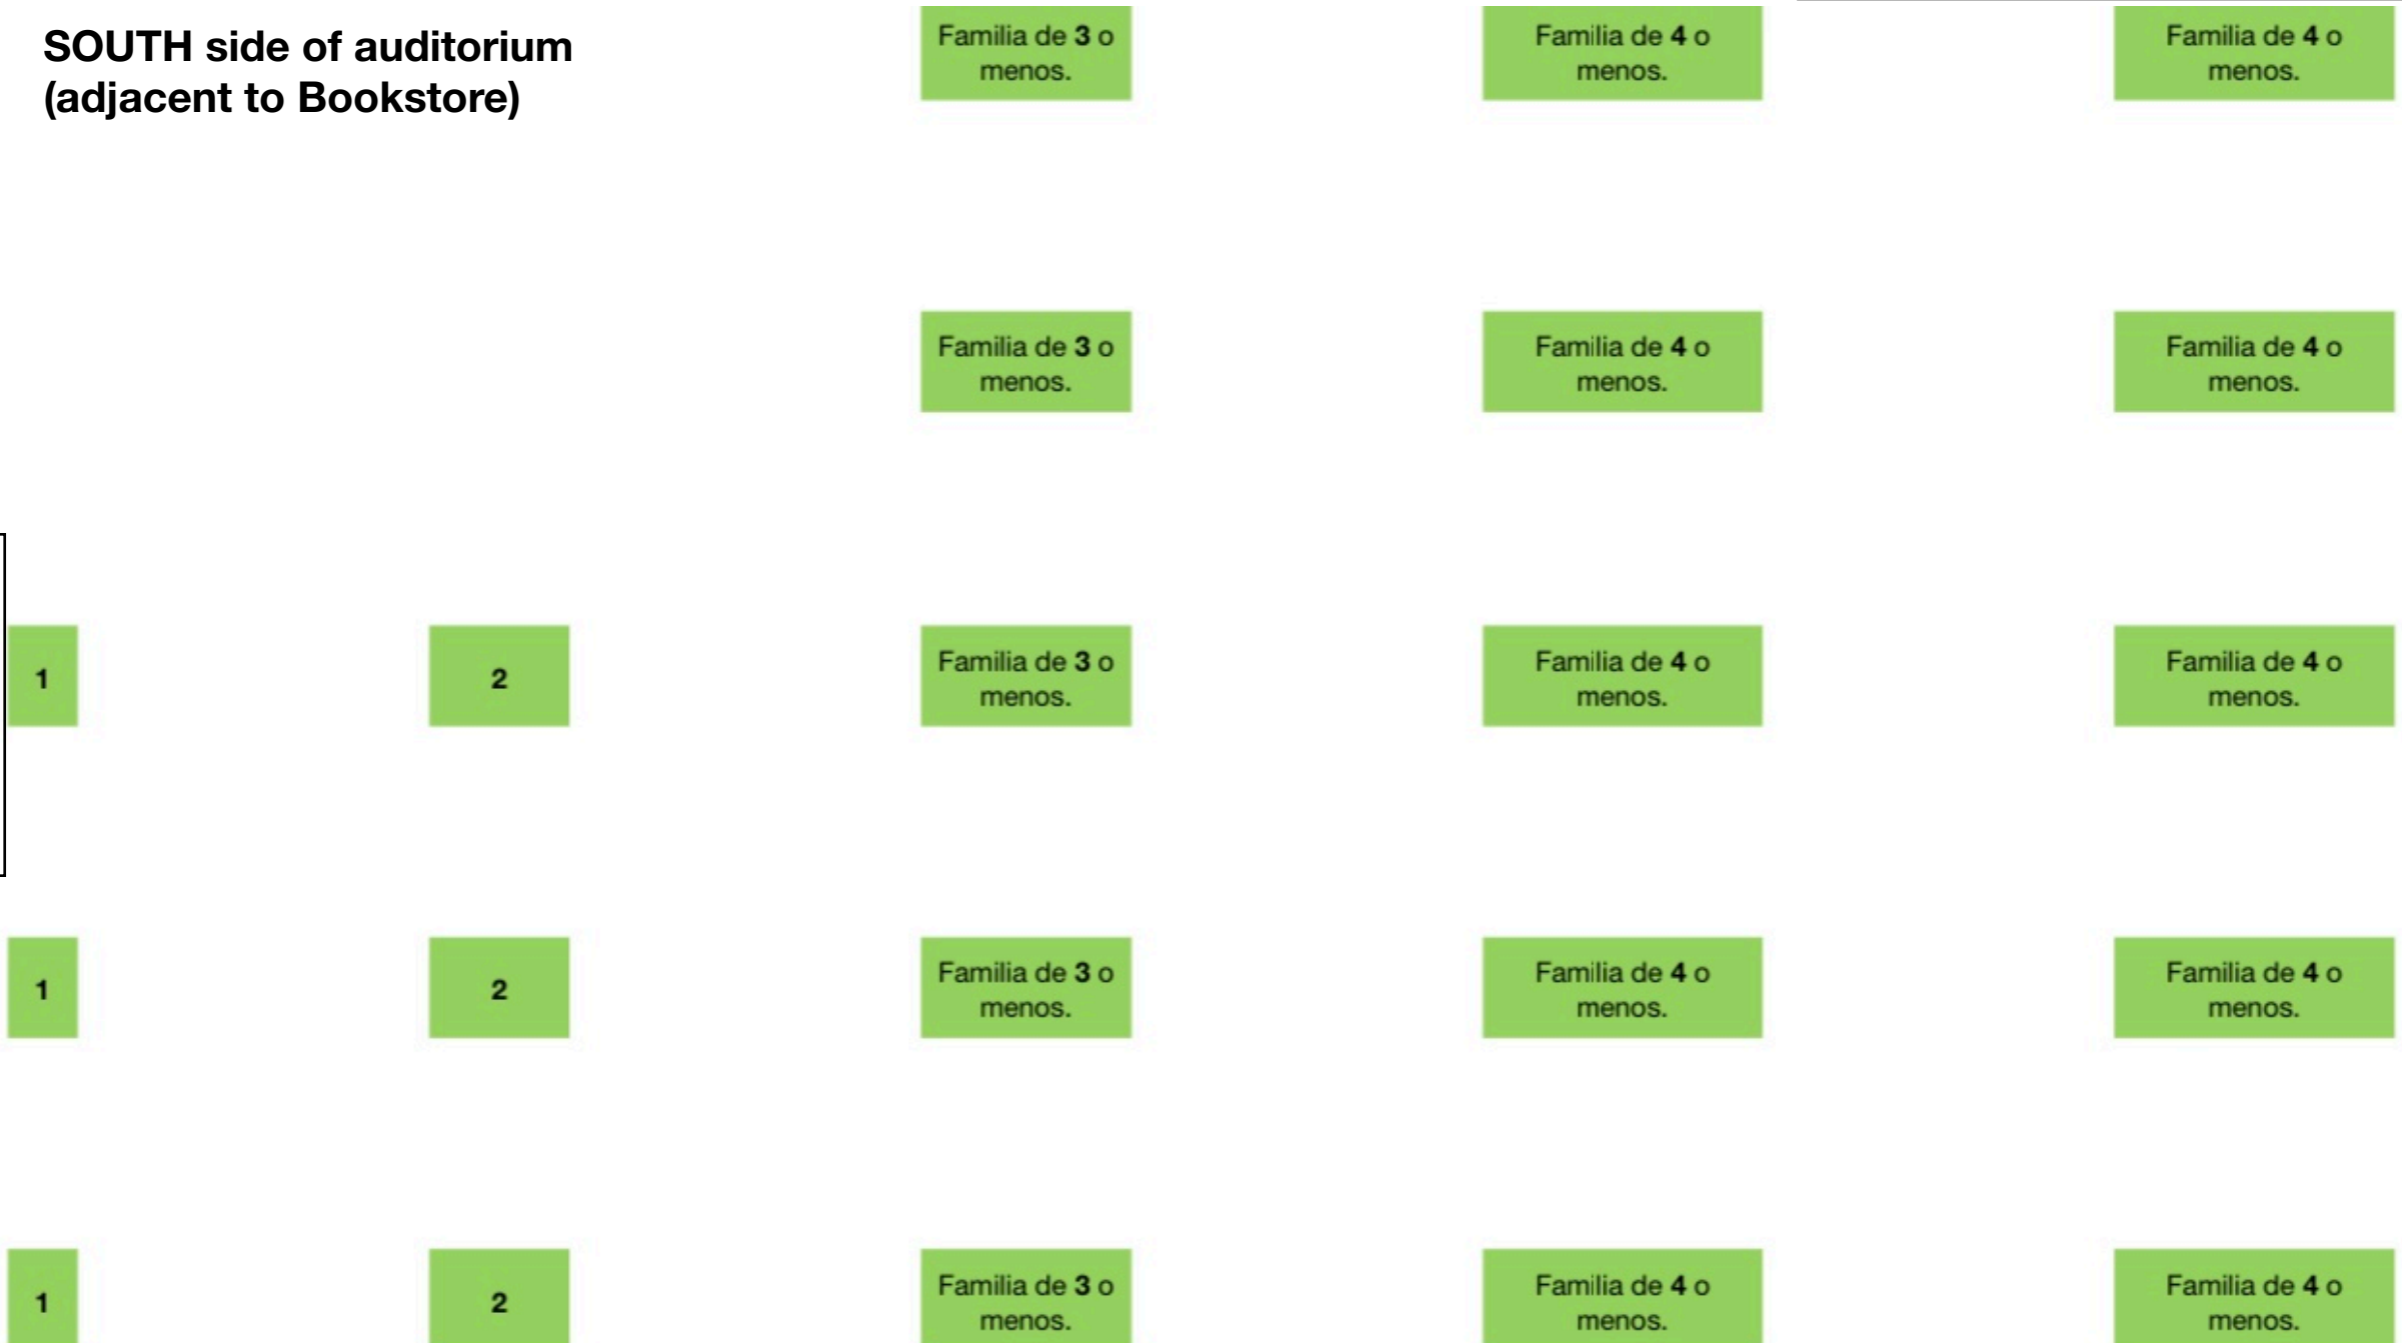 SOUTH side of auditorium
(adjacent to Bookstore)
Familia de 3 o
menos.
Familia de 4 o
menos.
Familia de 4 o
menos.
Familia de 3 o
menos.
Familia de 4 o
menos.
Familia de 4 o
menos.
1
2
Familia de 3 o
menos.
Familia de 4 o
menos.
Familia de 4 o
menos.
1
2
Familia de 3 o
menos.
Familia de 4 o
menos.
Familia de 4 o
menos.
1
2
Familia de 3 o
menos.
Familia de 4 o
menos.
Familia de 4 o
menos.